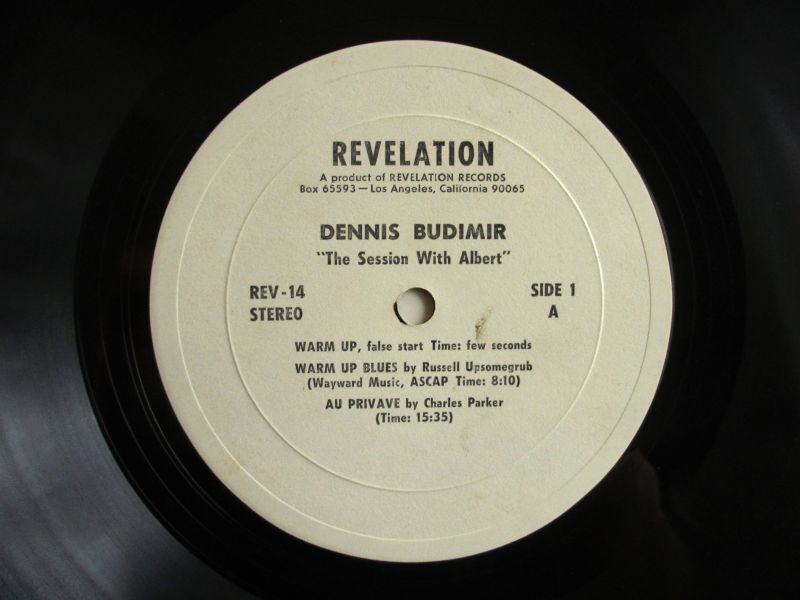 REVELATION
A product of REVELATION RECORDS
Box 65593 — Los Angeles, California 90065
DENNIS BUDIMIR
"The Session With Albert"
REV-14
STEREO
SIDE 1
A
WARM UP, false start Time: few seconds
WARM UP BLUES by Russell Upsomegrub
(Wayward Music, ASCAP Time: 8:10)
AU PRIVAVE by Charles Parker
(Time: 15:35)